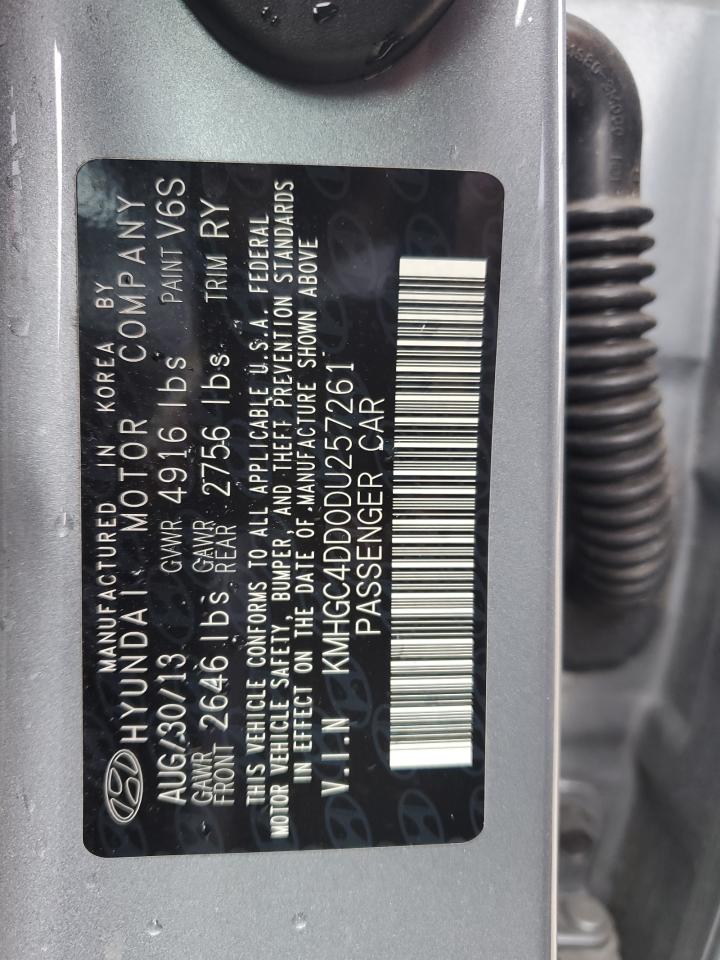 MANUFACTURED IN KOREA BY
HYUNDAI MOTOR COMPANY
AUG/30/13 GVWR 4916 lbs PAINT V6S
GAWR FRONT 2646 lbs GAWR REAR 2756 lbs TRIM RY
THIS VEHICLE CONFORMS TO ALL APPLICABLE U.S.A. FEDERAL
MOTOR VEHICLE SAFETY, BUMPER, AND THEFT PREVENTION STANDARDS
IN EFFECT ON THE DATE OF MANUFACTURE SHOWN ABOVE
V.I.N KMHGC4DD0DU257261
PASSENGER CAR